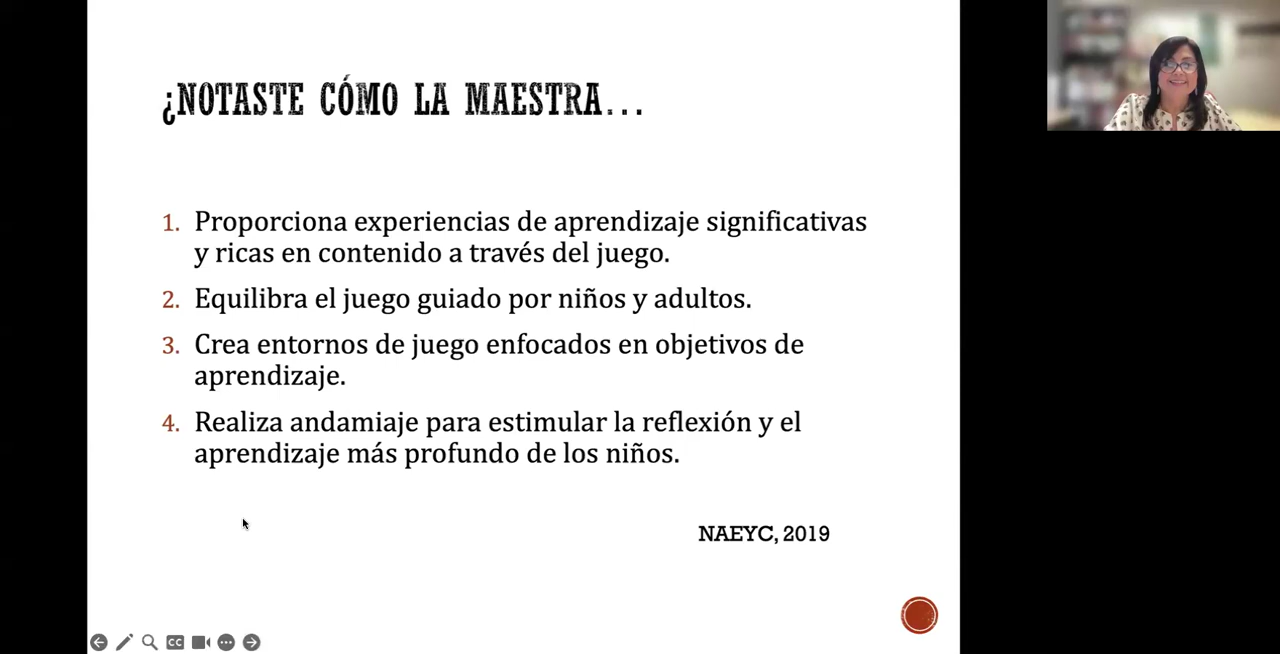 ¿NOTASTE CÓMO LA MAESTRA...
1. Proporciona experiencias de aprendizaje significativas
y ricas en contenido a través del juego.
2. Equilibra el juego guiado por niños y adultos.
3. Crea entornos de juego enfocados en objetivos de
aprendizaje.
4. Realiza andamiaje para estimular la reflexión y el
aprendizaje más profundo de los niños.
NAEYC, 2019
CC